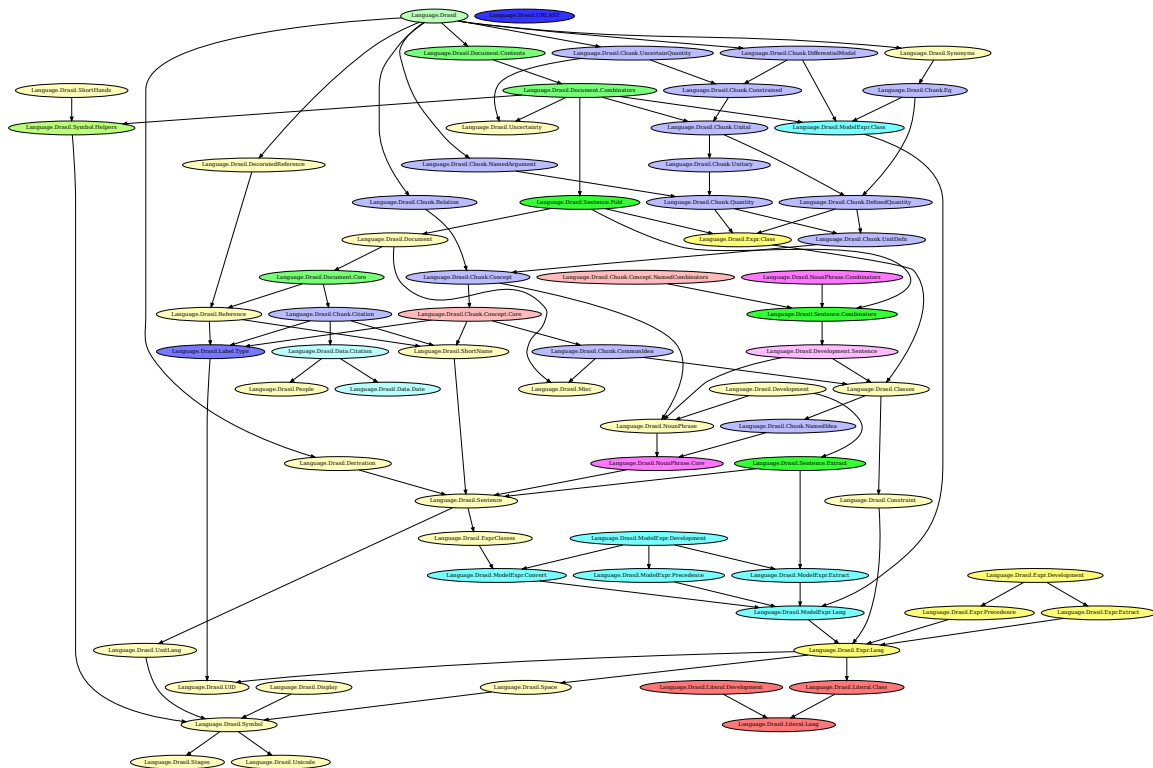 Language.Drasil
Language.Drasil.URLAST
Language.Drasil.Document.Contents
Language.Drasil.Chunk.UncertainQuantity
Language.Drasil.Chunk.DifferentialModel
Language.Drasil.Synonyms
Language.Drasil.ShortHands
Language.Drasil.Document.Combinators
Language.Drasil.Chunk.Constrained
Language.Drasil.Chunk.Eq
Language.Drasil.Symbol.Helpers
Language.Drasil.Uncertainty
Language.Drasil.Chunk.Unital
Language.Drasil.ModelExpr.Class
Language.Drasil.DecoratedReference
Language.Drasil.Chunk.NamedArgument
Language.Drasil.Chunk.Unitary
Language.Drasil.Chunk.Relation
Language.Drasil.Sentence.Fold
Language.Drasil.Chunk.Quantity
Language.Drasil.Chunk.DefinedQuantity
Language.Drasil.Document
Language.Drasil.Expr.Class
Language.Drasil.Chunk.UnitDefn
Language.Drasil.Document.Core
Language.Drasil.Chunk.Concept
Language.Drasil.Chunk.Concept.NamedCombinators
Language.Drasil.NounPhrase.Combinators
Language.Drasil.Reference
Language.Drasil.Chunk.Citation
Language.Drasil.Chunk.Concept.Core
Language.Drasil.Sentence.Combinators
Language.Drasil.Label.Type
Language.Drasil.Data.Citation
Language.Drasil.ShortName
Language.Drasil.Chunk.CommonIdea
Language.Drasil.Development.Sentence
Language.Drasil.People
Language.Drasil.Data.Date
Language.Drasil.Misc
Language.Drasil.Development
Language.Drasil.Classes
Language.Drasil.NounPhrase
Language.Drasil.Chunk.NamedIdea
Language.Drasil.Derivation
Language.Drasil.NounPhrase.Core
Language.Drasil.Sentence.Extract
Language.Drasil.Sentence
Language.Drasil.Constraint
Language.Drasil.ExprClasses
Language.Drasil.ModelExpr.Development
Language.Drasil.ModelExpr.Convert
Language.Drasil.ModelExpr.Precedence
Language.Drasil.ModelExpr.Extract
Language.Drasil.Expr.Development
Language.Drasil.ModelExpr.Lang
Language.Drasil.Expr.Precedence
Language.Drasil.Expr.Extract
Language.Drasil.UnitLang
Language.Drasil.Expr.Lang
Language.Drasil.UID
Language.Drasil.Display
Language.Drasil.Space
Language.Drasil.Literal.Development
Language.Drasil.Literal.Class
Language.Drasil.Symbol
Language.Drasil.Literal.Lang
Language.Drasil.Stages
Language.Drasil.Unicode